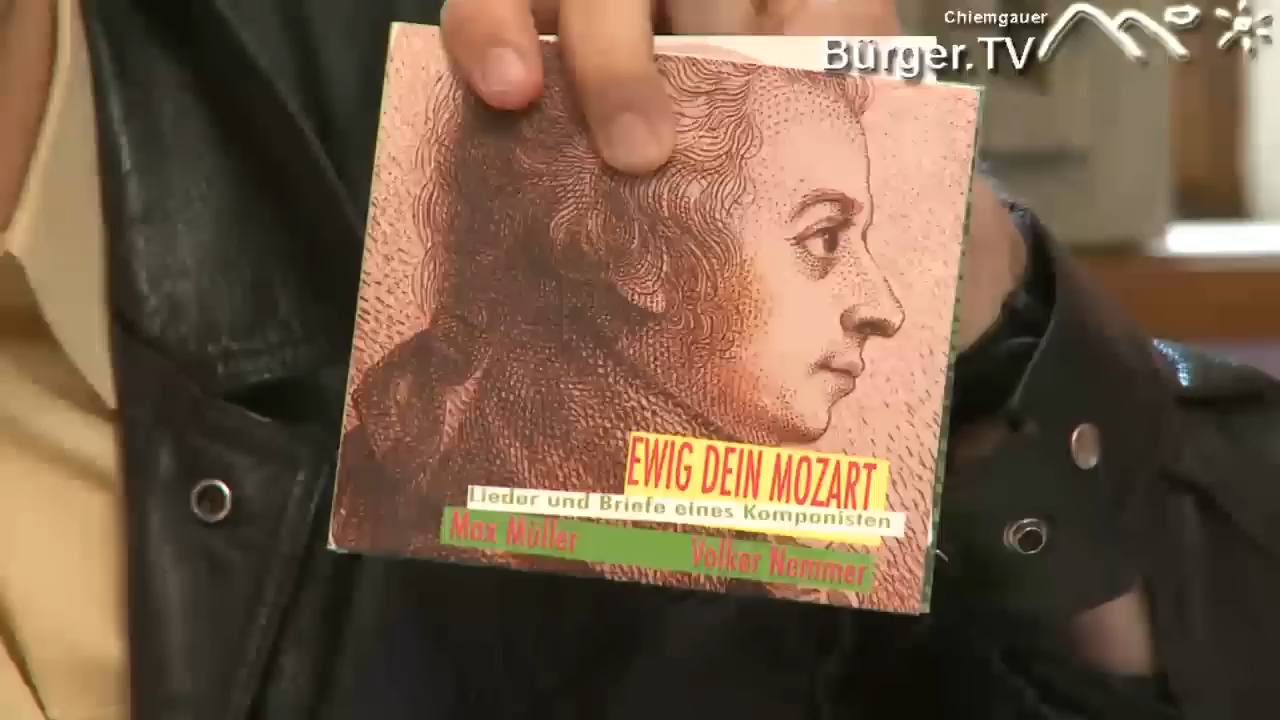 Chiemgauer
Bürger.TV
EWIG DEIN MOZART
Lieder und Briefe eines Komponisten
Max Müller Volker Nemmer